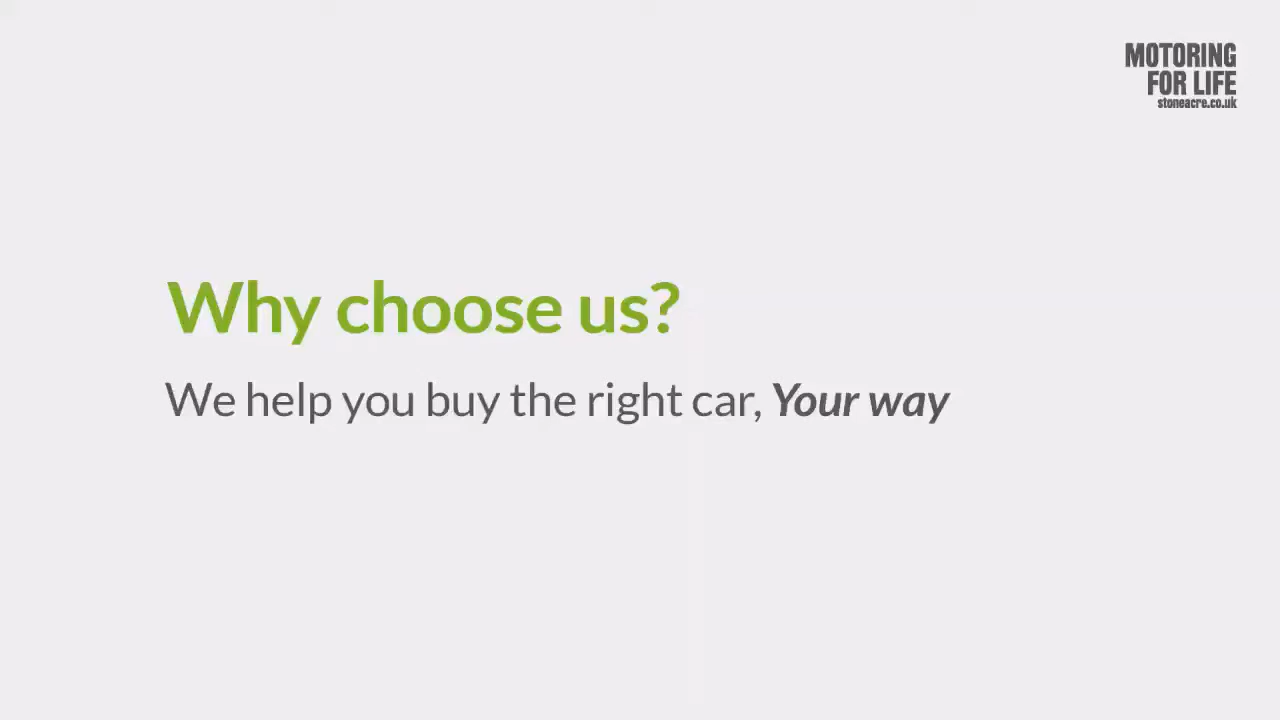 MOTORING
FOR LIFE
stoneacre.co.uk
Why choose us?
We help you buy the right car, Your way